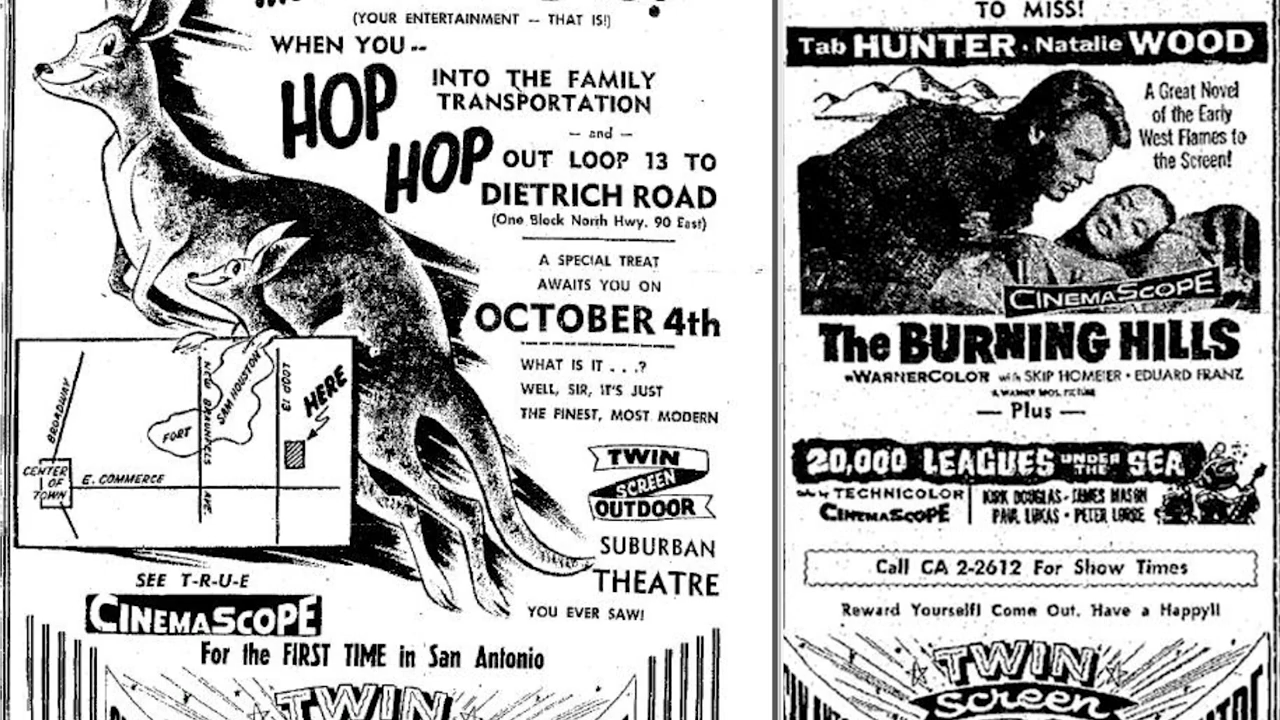 (YOUR ENTERTAINMENT — THAT IS!)
WHEN YOU --
HOP
INTO THE FAMILY
TRANSPORTATION
— and —
HOP
OUT LOOP 13 TO
DIETRICH ROAD
(One Block North Hwy. 90 East)
A SPECIAL TREAT
AWAITS YOU ON
OCTOBER 4th
WHAT IS IT . . .?
WELL, SIR, IT'S JUST
THE FINEST, MOST MODERN
TWIN
SCREEN
OUTDOOR
SUBURBAN
THEATRE
YOU EVER SAW!
BROADWAY
CENTER
OF
TOWN
E. COMMERCE
FORT
SAM HOUSTON
NEW BRAUNFELS
AVE
LOOP 13
HERE
SEE T-R-U-E
CINEMASCOPE
For the FIRST TIME in San Antonio
TWIN
TO MISS!
Tab HUNTER · Natalie WOOD
A Great Novel
of the Early
West Flames to
the Screen!
CINEMASCOPE
The BURNING HILLS
WARNERCOLOR with SKIP HOMEIER · EDUARD FRANZ
A WARNER BROS. PICTURE
— Plus —
20,000 LEAGUES UNDER THE SEA
TECHNICOLOR
CINEMASCOPE
KIRK DOUGLAS · JAMES MASON
PAUL LUKAS · PETER LORRE
Call CA 2-2612 For Show Times
Reward Yourself! Come Out. Have a Happy!!
TWIN
Screen